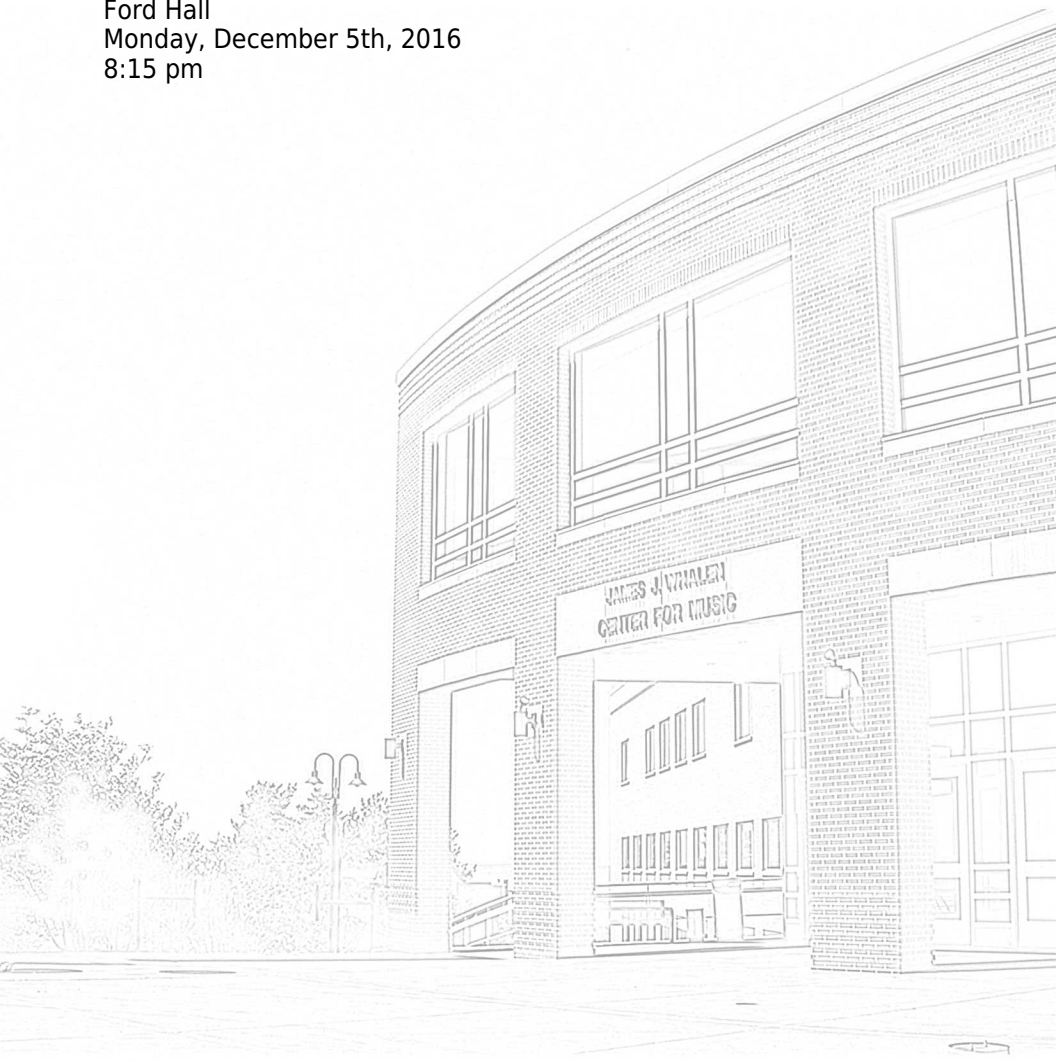 Ford Hall
Monday, December 5th, 2016
8:15 pm
JAMES J. WHALEN
CENTER FOR MUSIC